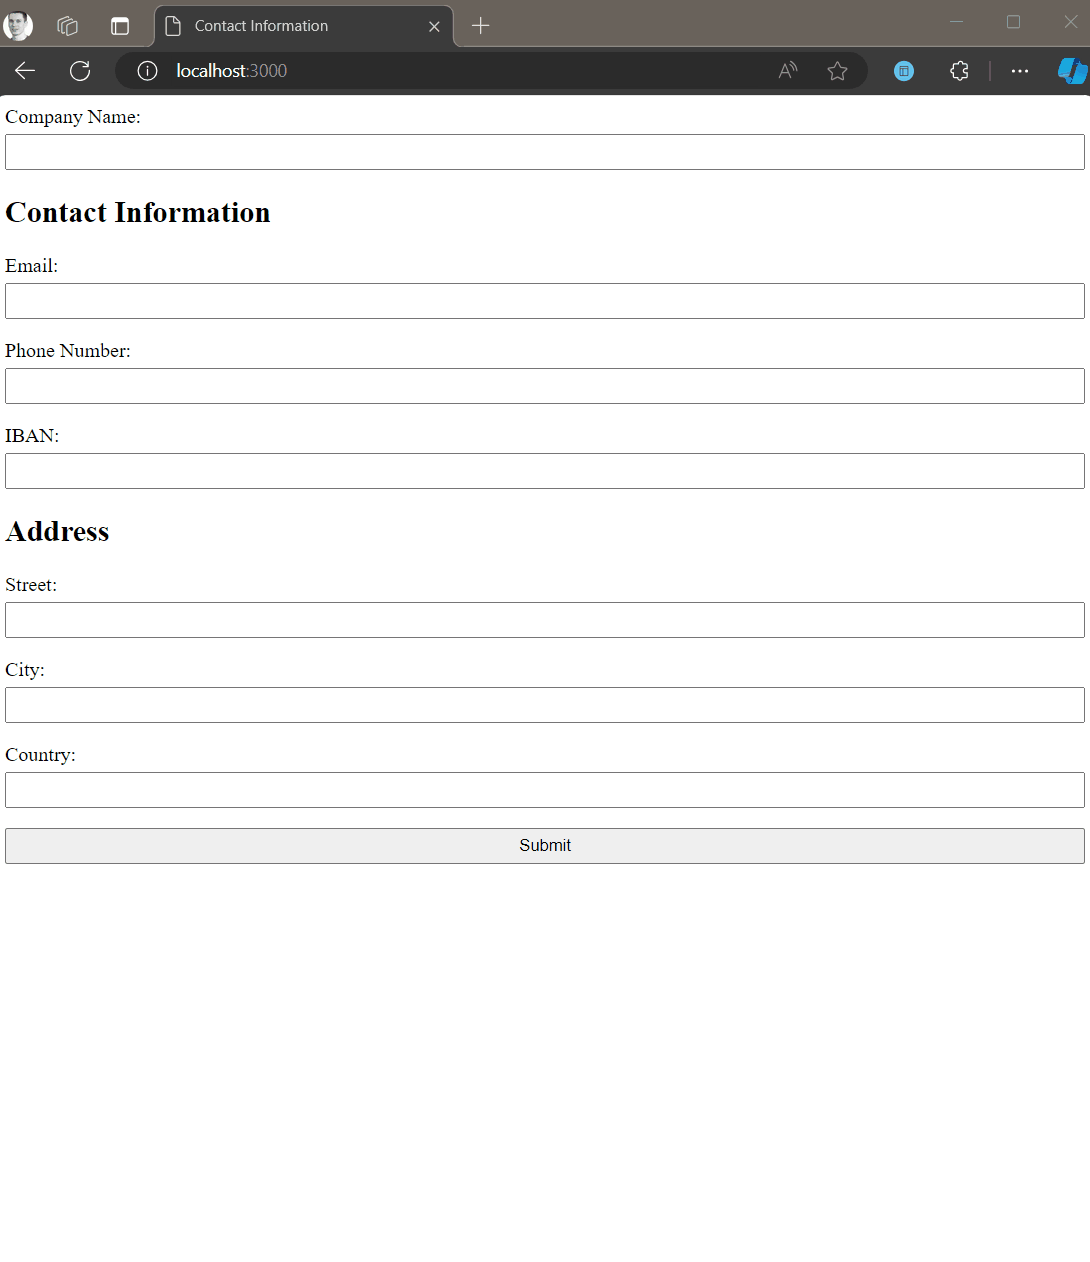 Contact Information
localhost:3000
Company Name:
Contact Information
Email:
Phone Number:
IBAN:
Address
Street:
City:
Country:
Submit